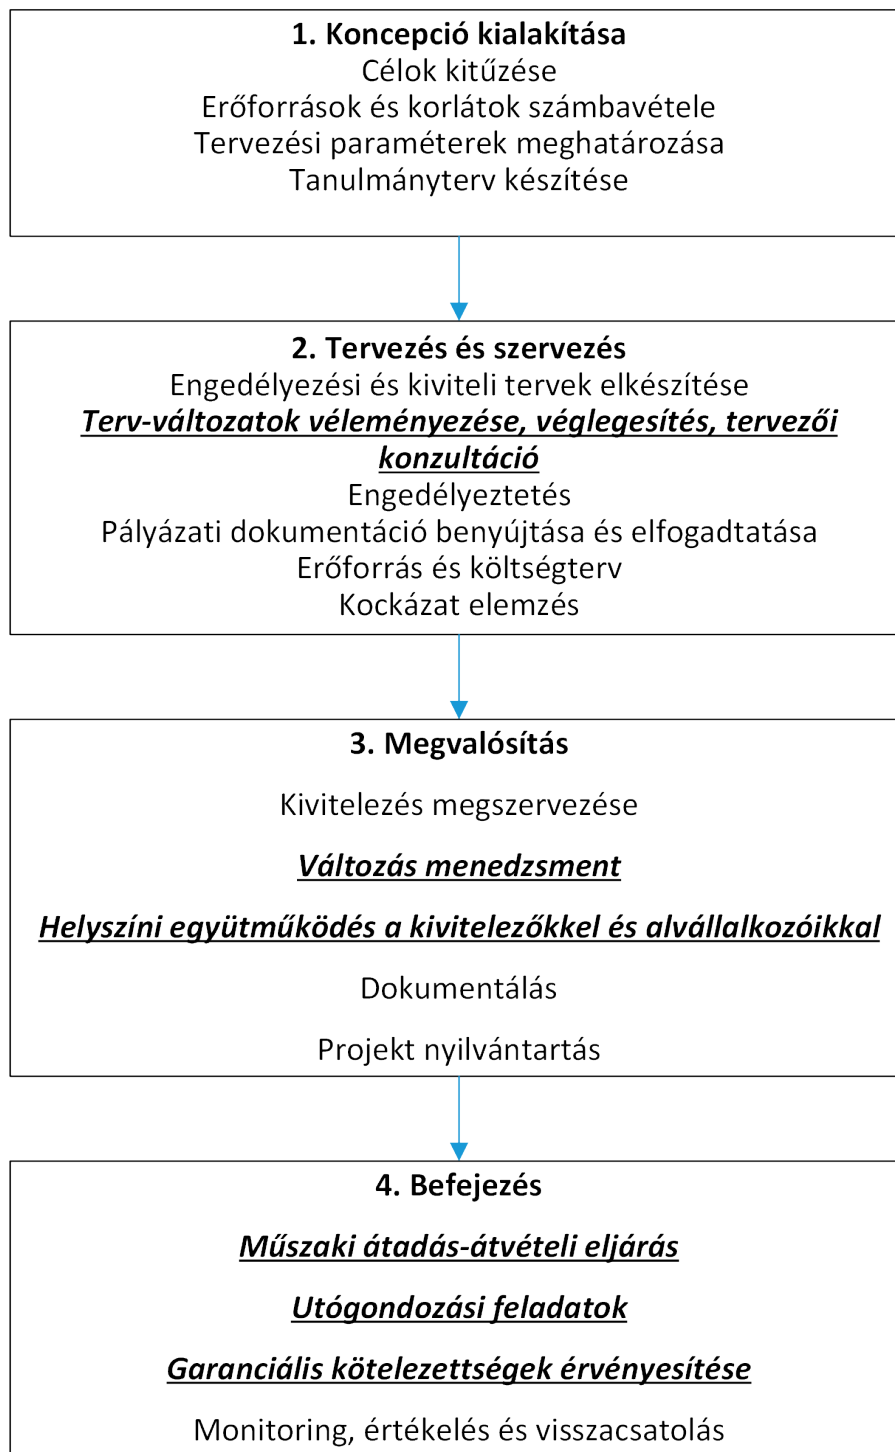 1. Koncepció kialakítása
Célok kitűzése
Erőforrások és korlátok számbavétele
Tervezési paraméterek meghatározása
Tanulmányterv készítése
2. Tervezés és szervezés
Engedélyezési és kiviteli tervek elkészítése
Terv-változatok véleményezése, véglegesítés, tervezői
konzultáció
Engedélyeztetés
Pályázati dokumentáció benyújtása és elfogadtatása
Erőforrás és költségterv
Kockázat elemzés
3. Megvalósítás
Kivitelezés megszervezése
Változás menedzsment
Helyszíni együtműködés a kivitelezőkkel és alvállalkozóikkal
Dokumentálás
Projekt nyilvántartás
4. Befejezés
Műszaki átadás-átvételi eljárás
Utógondozási feladatok
Garanciális kötelezettségek érvényesítése
Monitoring, értékelés és visszacsatolás